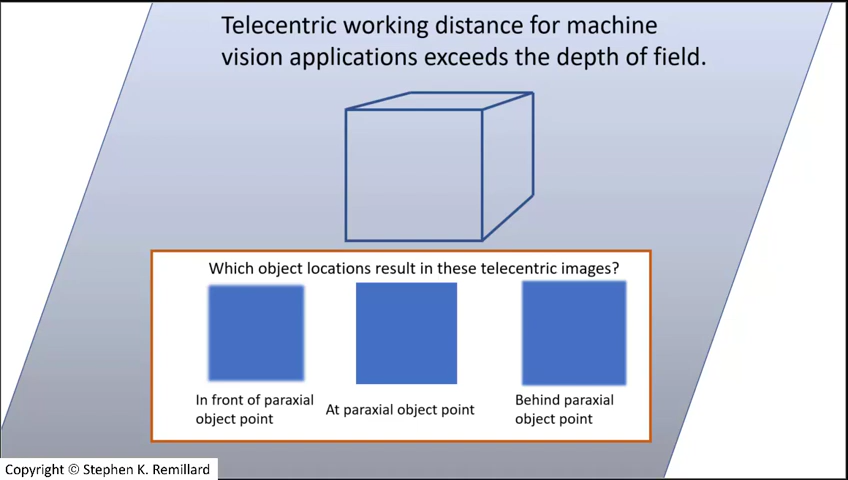 Telecentric working distance for machine
vision applications exceeds the depth of field.
Which object locations result in these telecentric images?
In front of paraxial
object point
At paraxial object point
Behind paraxial
object point
Copyright © Stephen K. Remillard